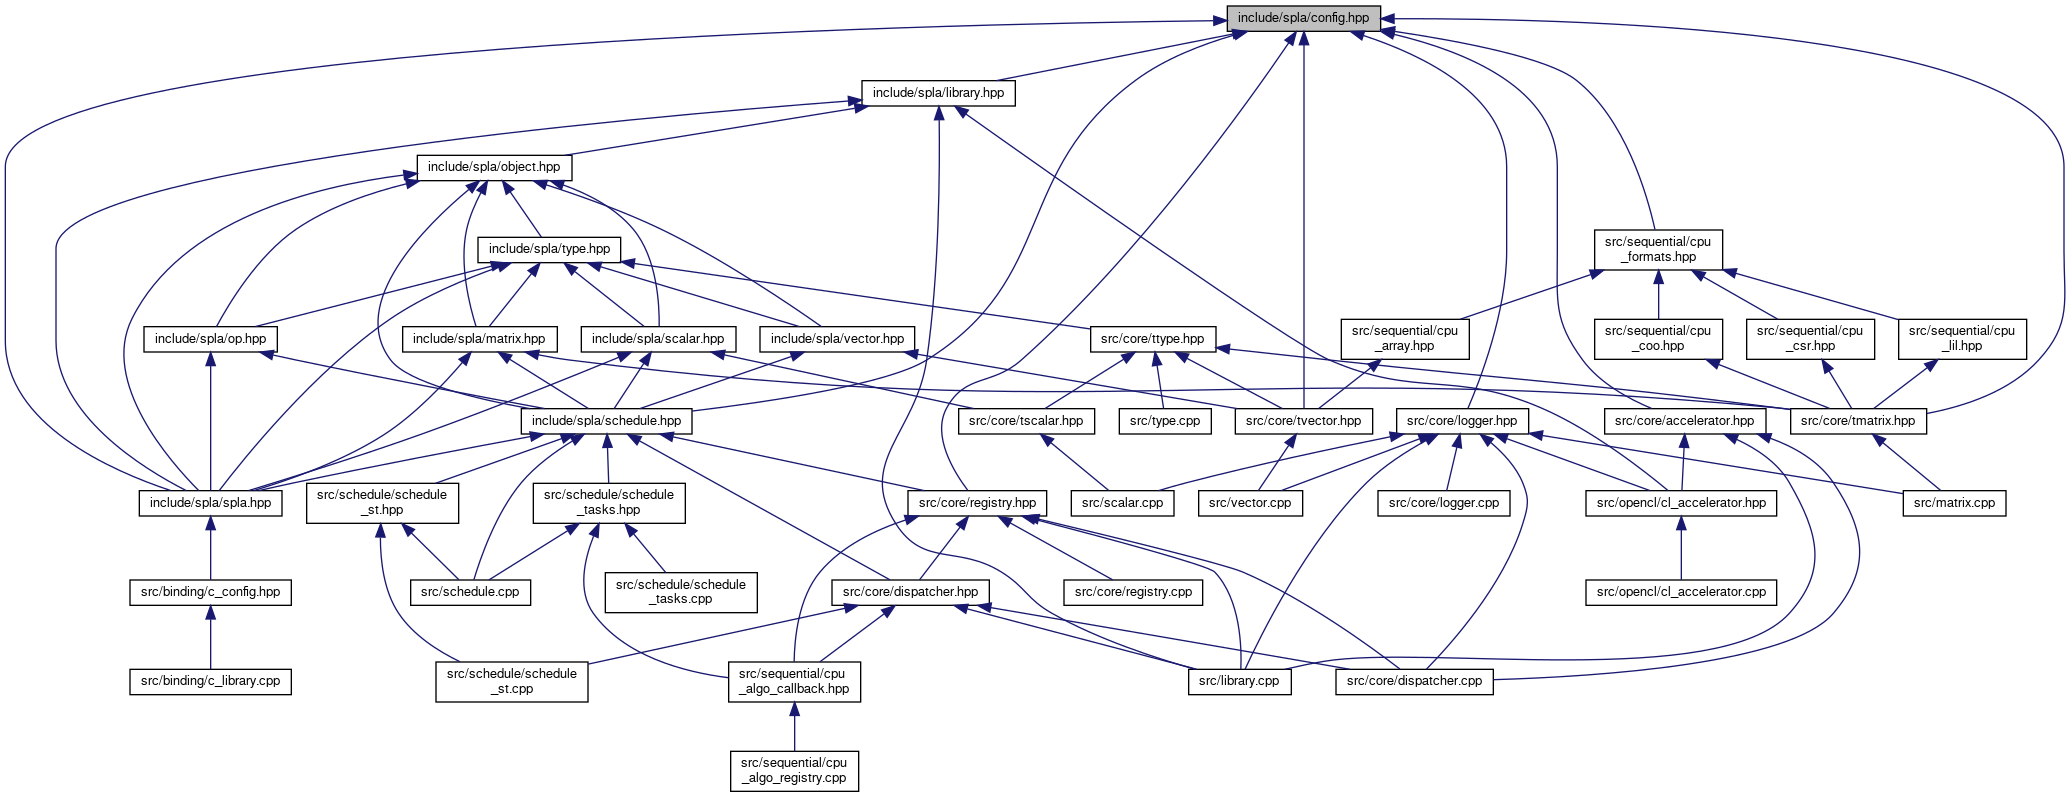 include/spla/config.hpp
include/spla/library.hpp
include/spla/object.hpp
include/spla/type.hpp
src/sequential/cpu
_formats.hpp
include/spla/op.hpp
include/spla/matrix.hpp
include/spla/scalar.hpp
include/spla/vector.hpp
src/core/ttype.hpp
src/sequential/cpu
_array.hpp
src/sequential/cpu
_coo.hpp
src/sequential/cpu
_csr.hpp
src/sequential/cpu
_lil.hpp
include/spla/schedule.hpp
src/core/tscalar.hpp
src/type.cpp
src/core/tvector.hpp
src/core/logger.hpp
src/core/accelerator.hpp
src/core/tmatrix.hpp
include/spla/spla.hpp
src/schedule/schedule
_st.hpp
src/schedule/schedule
_tasks.hpp
src/core/registry.hpp
src/scalar.cpp
src/vector.cpp
src/core/logger.cpp
src/opencl/cl_accelerator.hpp
src/matrix.cpp
src/binding/c_config.hpp
src/schedule.cpp
src/schedule/schedule
_tasks.cpp
src/core/dispatcher.hpp
src/core/registry.cpp
src/opencl/cl_accelerator.cpp
src/binding/c_library.cpp
src/schedule/schedule
_st.cpp
src/sequential/cpu
_algo_callback.hpp
src/library.cpp
src/core/dispatcher.cpp
src/sequential/cpu
_algo_registry.cpp